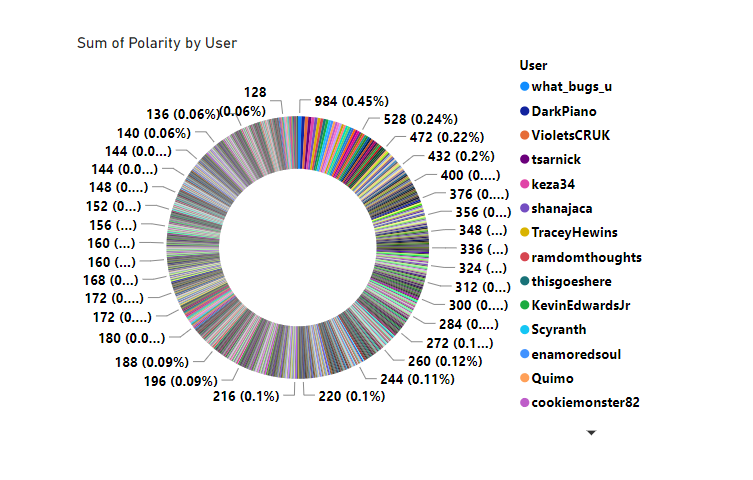 Sum of Polarity by User
User
what_bugs_u
DarkPiano
VioletsCRUK
tsarnick
keza34
shanajaca
TraceyHewins
ramdomthoughts
thisgoeshere
KevinEdwardsJr
Scyranth
enamoredsoul
Quimo
cookiemonster82
984 (0.45%)
528 (0.24%)
472 (0.22%)
432 (0.2%)
400 (0....)
376 (0....)
356 (0...)
348 (...)
336 (...)
324 (...)
312 (0...)
300 (0....)
284 (0....)
272 (0.1...)
260 (0.12%)
244 (0.11%)
220 (0.1%)
216 (0.1%)
196 (0.09%)
188 (0.09%)
180 (0.0...)
172 (0....)
172 (0....)
168 (0...)
160 (...)
160 (...)
156 (...)
152 (0...)
148 (0....)
144 (0.0...)
144 (0.0...)
140 (0.06%)
136 (0.06%)
128
(0.06%)